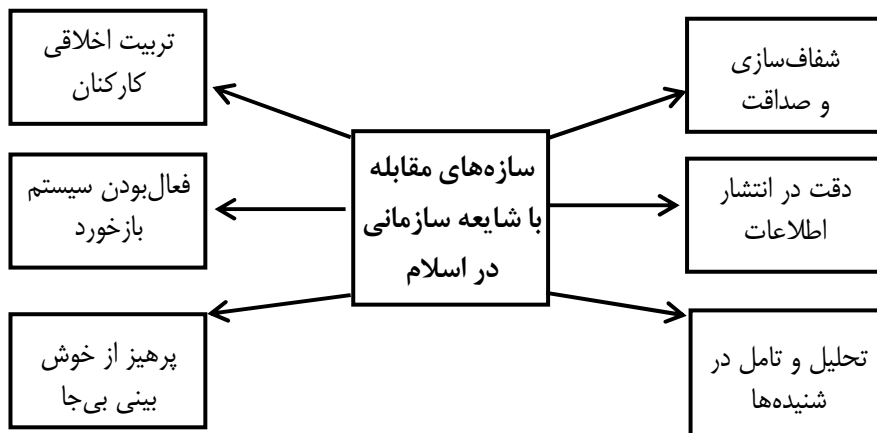 شفاف‌سازی
و صداقت
دقت در انتشار
اطلاعات
تحلیل و تامل در
شنیده‌ها
سازه‌های مقابله
با شایعه سازمانی
در اسلام
تربیت اخلاقی
کارکنان
فعال‌بودن سیستم
بازخورد
پرهیز از خوش
بینی بی‌جا